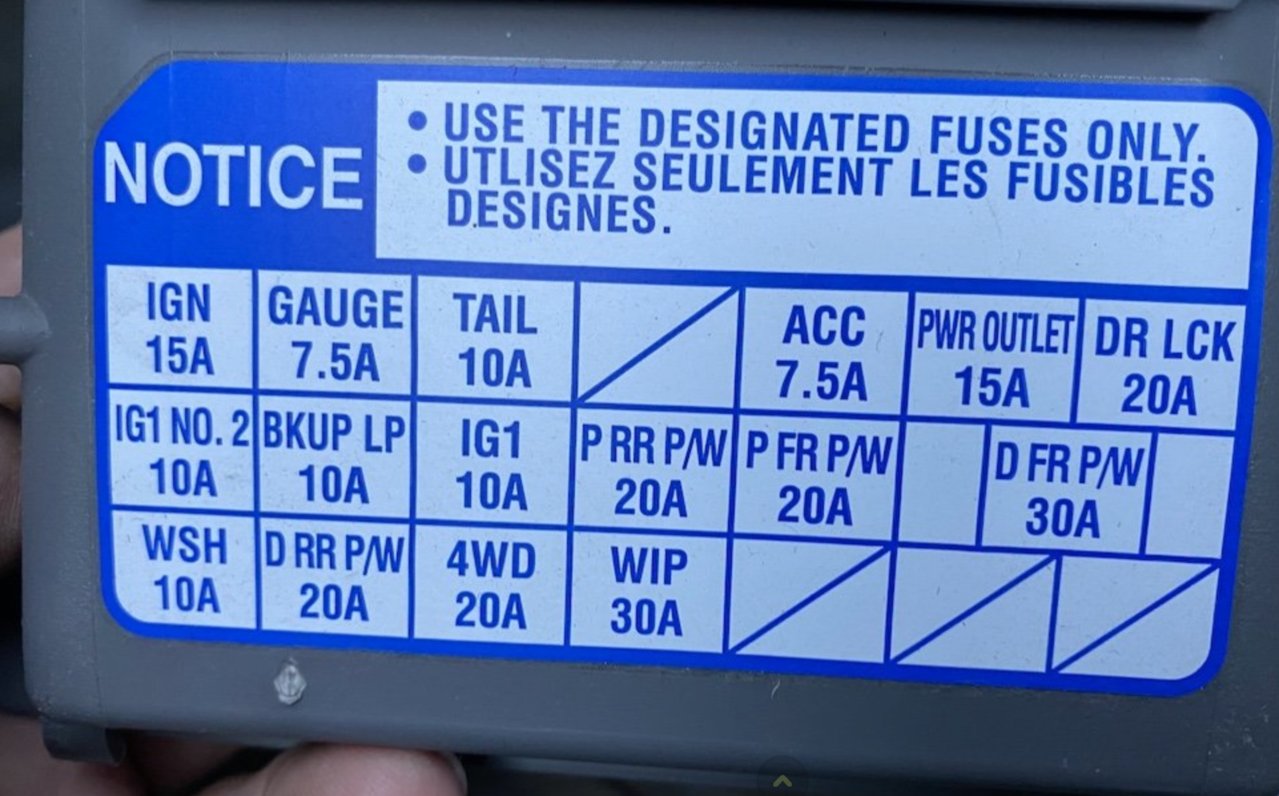 NOTICE
• USE THE DESIGNATED FUSES ONLY.
• UTLISEZ SEULEMENT LES FUSIBLES
DESIGNES.
IGN GAUGE TAIL ACC PWR OUTLET DR LCK
15A 7.5A 10A 7.5A 15A 20A
IG1 NO. 2 BKUP LP IG1 P RR P/W P FR P/W D FR P/W
10A 10A 10A 20A 20A 30A
WSH D RR P/W 4WD WIP
10A 20A 20A 30A